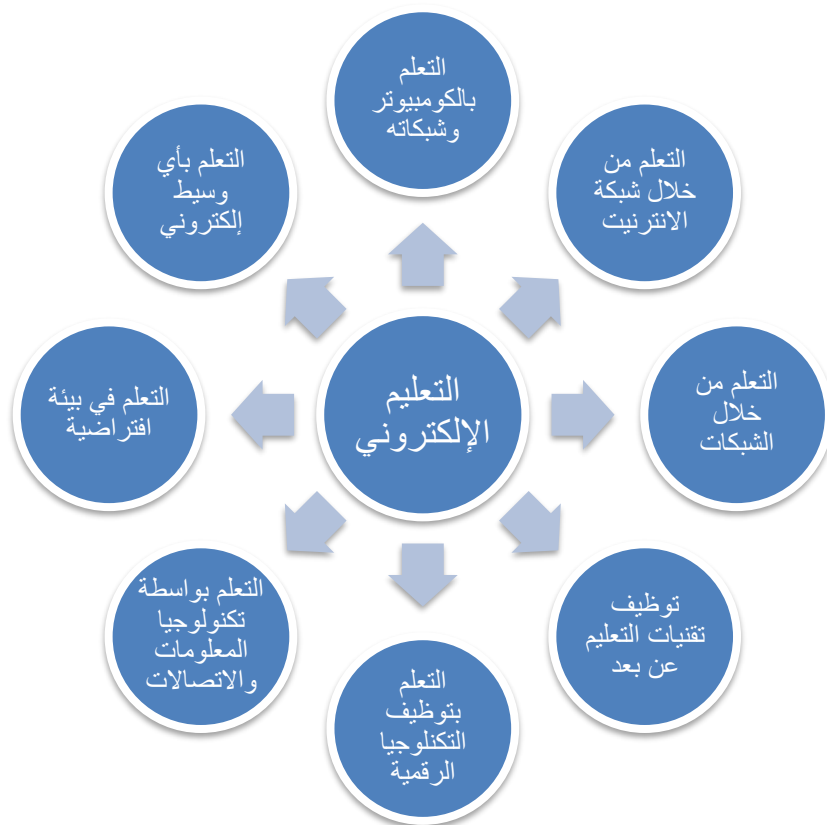 التعلم
بالكومبيوتر
وشبكاته
التعلم من
خلال شبكة
الانترنيت
التعلم من
خلال
الشبكات
توظيف
تقنيات التعليم
عن بعد
التعلم
بتوظيف
التكنلوجيا
الرقمية
التعلم بواسطة
تكنولوجيا
المعلومات
والاتصالات
التعلم في بيئة
افتراضية
التعلم بأي
وسيط
إلكتروني
التعليم
الإلكتروني